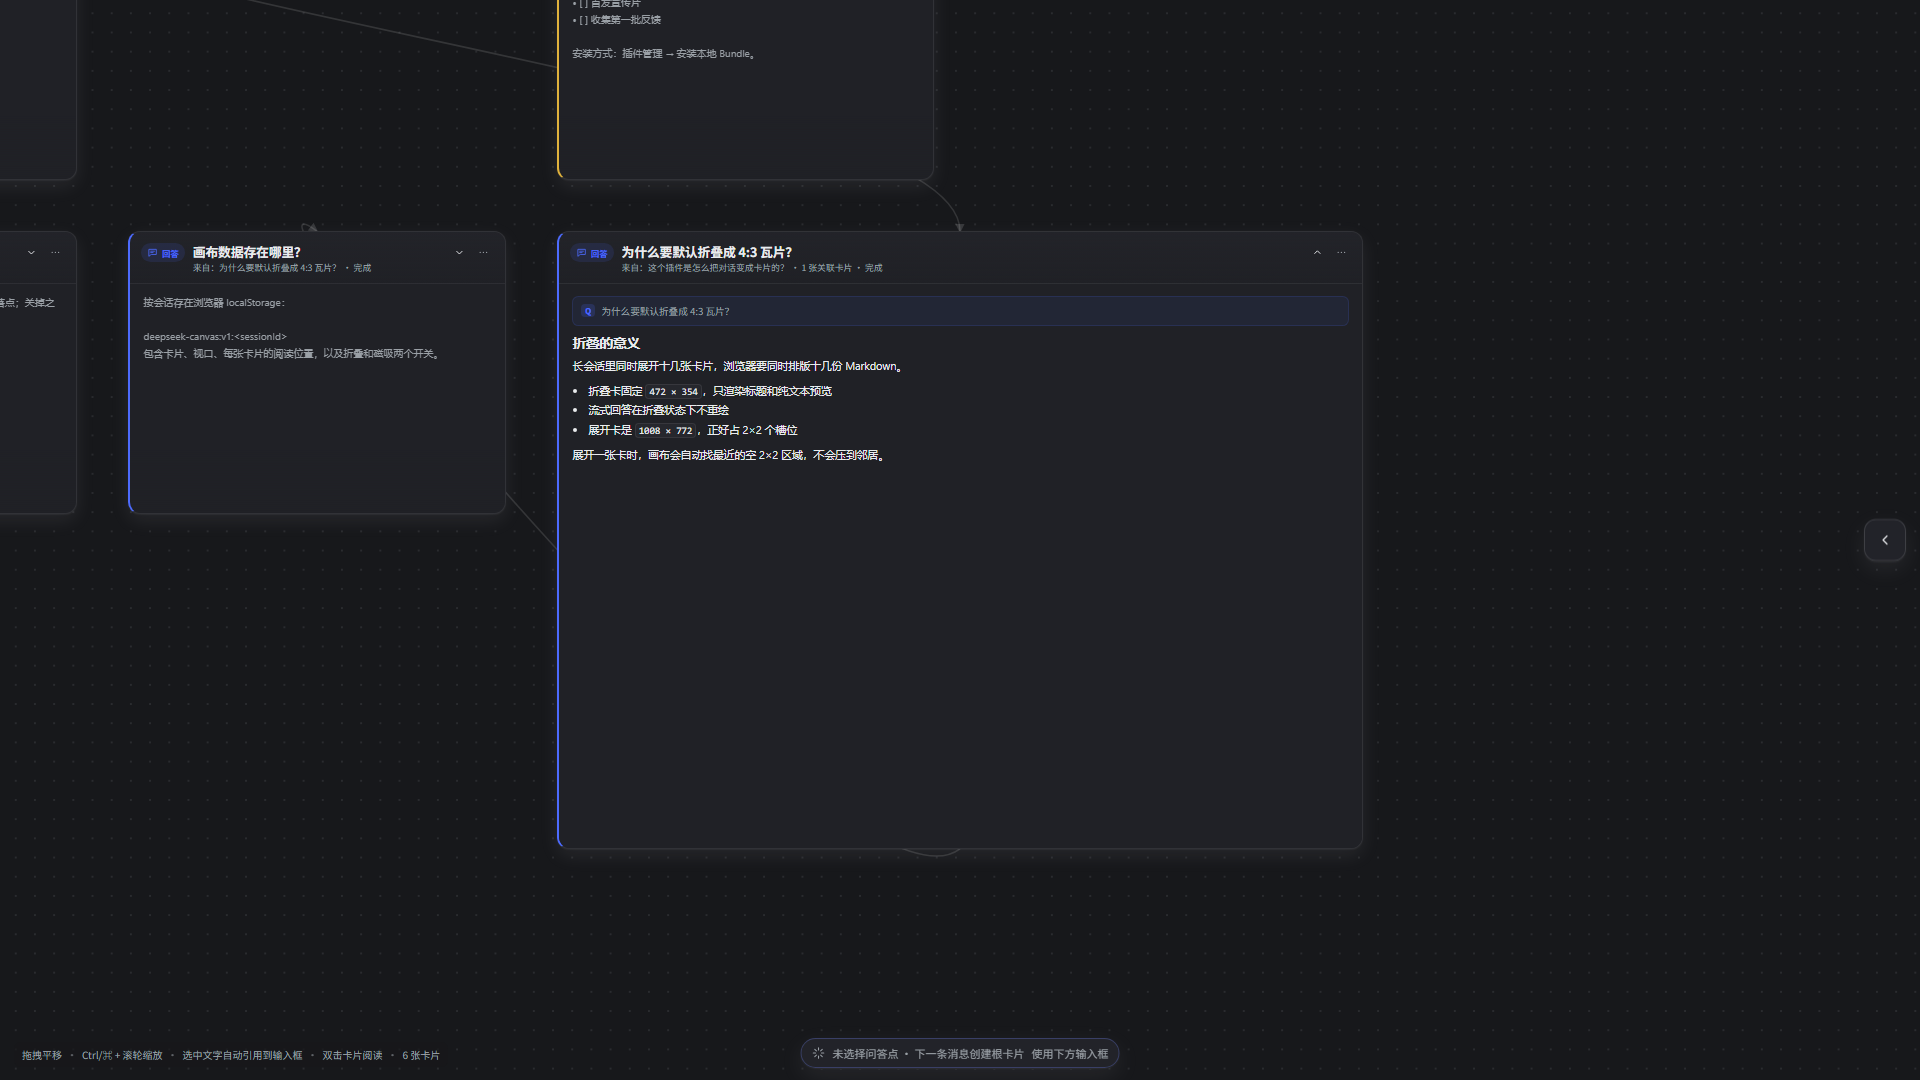 • [ ] 首发宣传片
• [ ] 收集第一批反馈
安装方式：插件管理 → 安装本地 Bundle。
落点；关掉之
回答
画布数据存在哪里？
来自：为什么要默认折叠成 4:3 瓦片？ · 完成
按会话存在浏览器 localStorage：
deepseek-canvas:v1:<sessionId>
包含卡片、视口、每张卡片的阅读位置，以及折叠和磁吸两个开关。
回答
为什么要默认折叠成 4:3 瓦片？
来自：这个插件是怎么把对话变成卡片的？ · 1 张关联卡片 · 完成
Q 为什么要默认折叠成 4:3 瓦片？
折叠的意义
长会话里同时展开十几张卡片，浏览器要同时排版十几份 Markdown。
• 折叠卡固定 472 × 354，只渲染标题和纯文本预览
• 流式回答在折叠状态下不重绘
• 展开卡是 1008 × 772，正好占 2×2 个槽位
展开一张卡时，画布会自动找最近的空 2×2 区域，不会压到邻居。
拖拽平移 · Ctrl/⌘ + 滚轮缩放 · 选中文字自动引用到输入框 · 双击卡片阅读 · 6 张卡片
未选择问答点 · 下一条消息创建根卡片 使用下方输入框